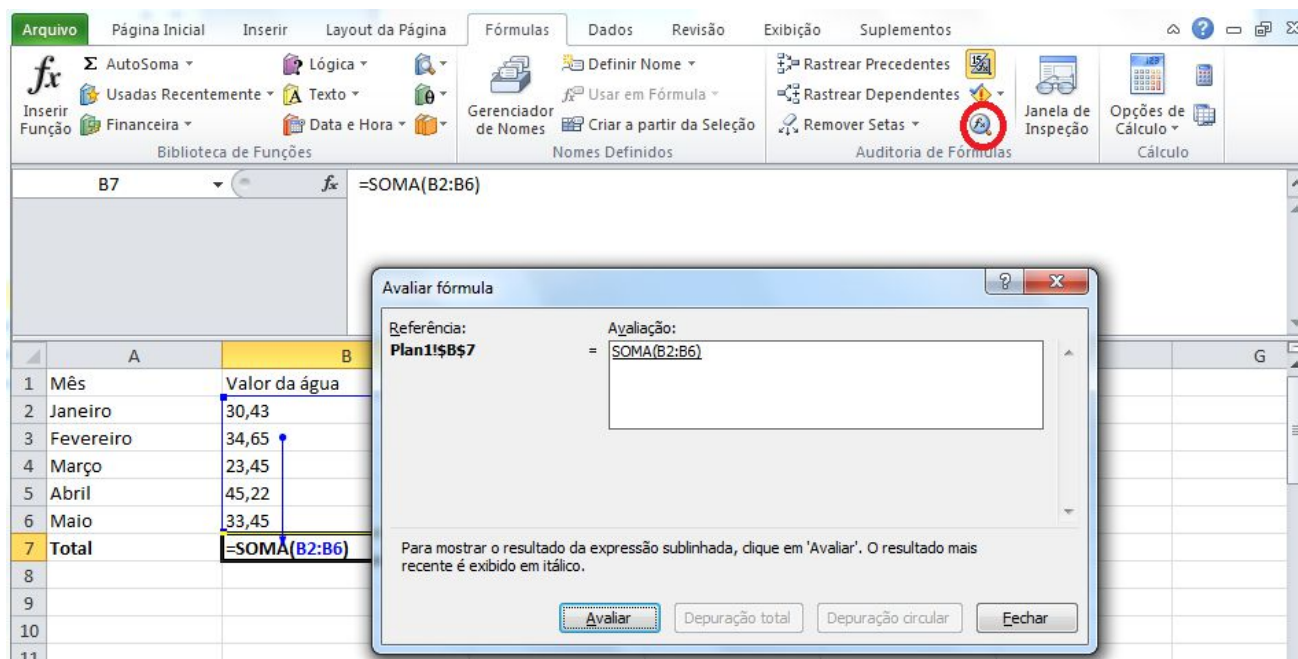 Arquivo Página Inicial Inserir Layout da Página Fórmulas Dados Revisão Exibição Suplementos
fx
Inserir Função
Σ AutoSoma
Usadas Recentemente
Financeira
Lógica
Texto
Data e Hora
θ
Biblioteca de Funções
Gerenciador de Nomes
Definir Nome
Usar em Fórmula
Criar a partir da Seleção
Nomes Definidos
Rastrear Precedentes
Rastrear Dependentes
Remover Setas
Janela de Inspeção
Auditoria de Fórmulas
Opções de Cálculo
Cálculo
B7 fx =SOMA(B2:B6)
Avaliar fórmula
Referência: Avaliação:
Plan1!$B$7 = SOMA(B2:B6)
Para mostrar o resultado da expressão sublinhada, clique em 'Avaliar'. O resultado mais
recente é exibido em itálico.
Avaliar Depuração total Depuração circular Fechar
A B G
1 Mês Valor da água
2 Janeiro 30,43
3 Fevereiro 34,65
4 Março 23,45
5 Abril 45,22
6 Maio 33,45
7 Total =SOMA(B2:B6)
8
9
10
11